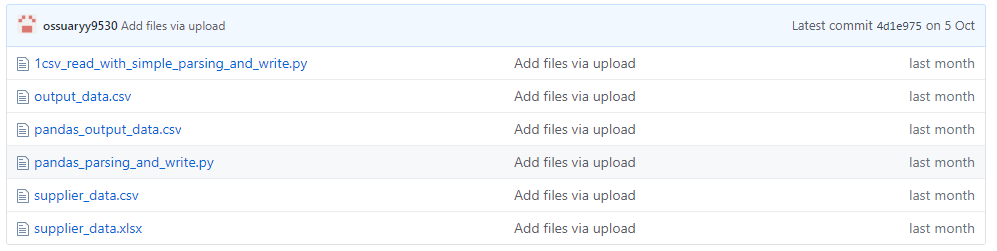 ossuaryy9530 Add files via upload Latest commit 4d1e975 on 5 Oct
1csv_read_with_simple_parsing_and_write.py Add files via upload last month
output_data.csv Add files via upload last month
pandas_output_data.csv Add files via upload last month
pandas_parsing_and_write.py Add files via upload last month
supplier_data.csv Add files via upload last month
supplier_data.xlsx Add files via upload last month